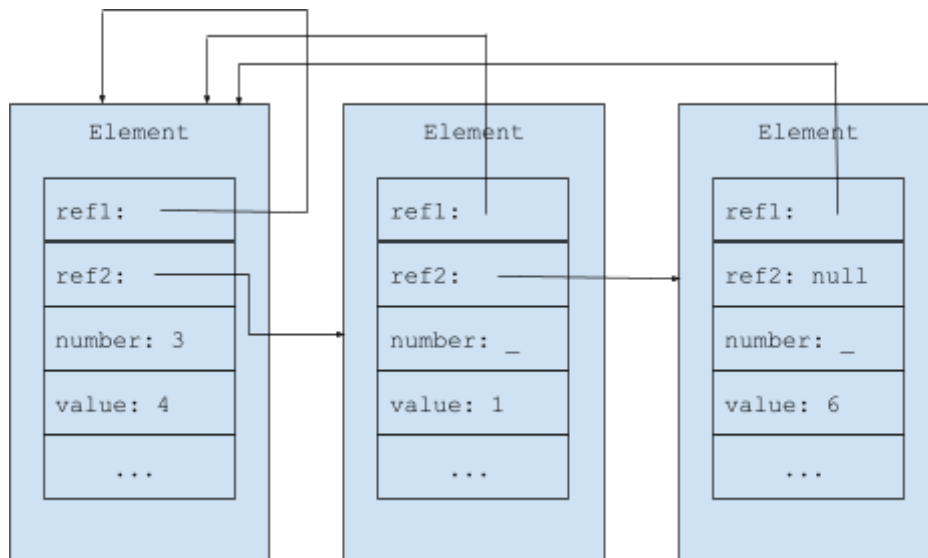 Element
ref1:
ref2:
number: 3
value: 4
...
Element
ref1:
ref2:
number: _
value: 1
...
Element
ref1:
ref2: null
number: _
value: 6
...